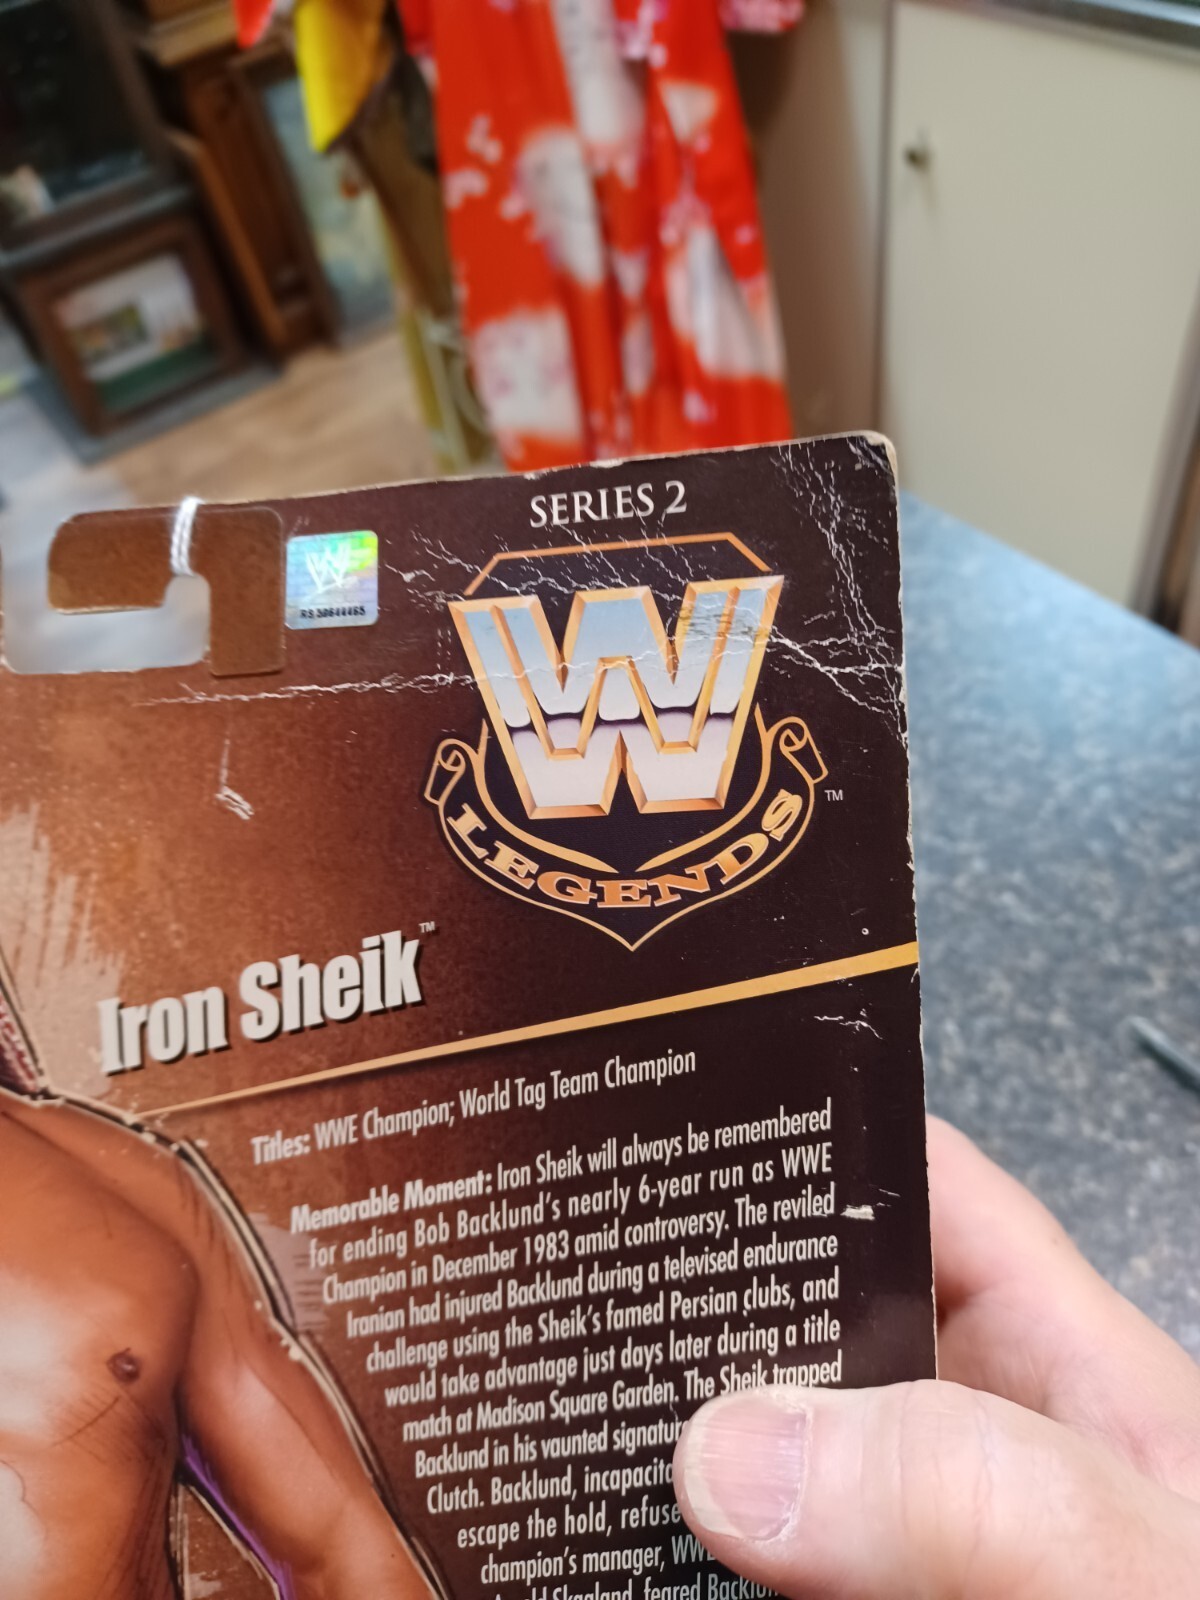 SERIES 2
W
RS 50644465
W
LEGENDS
TM
Iron Sheik™
Titles: WWE Champion; World Tag Team Champion
Memorable Moment: Iron Sheik will always be remembered
for ending Bob Backlund's nearly 6-year run as WWE
Champion in December 1983 amid controversy. The reviled
Iranian had injured Backlund during a televised endurance
challenge using the Sheik's famed Persian clubs, and
would take advantage just days later during a title
match at Madison Square Garden. The Sheik trapped
Backlund in his vaunted signature
Clutch. Backlund, incapacita
escape the hold, refuse
champion's manager, WW
Skaaland, feared Backlun